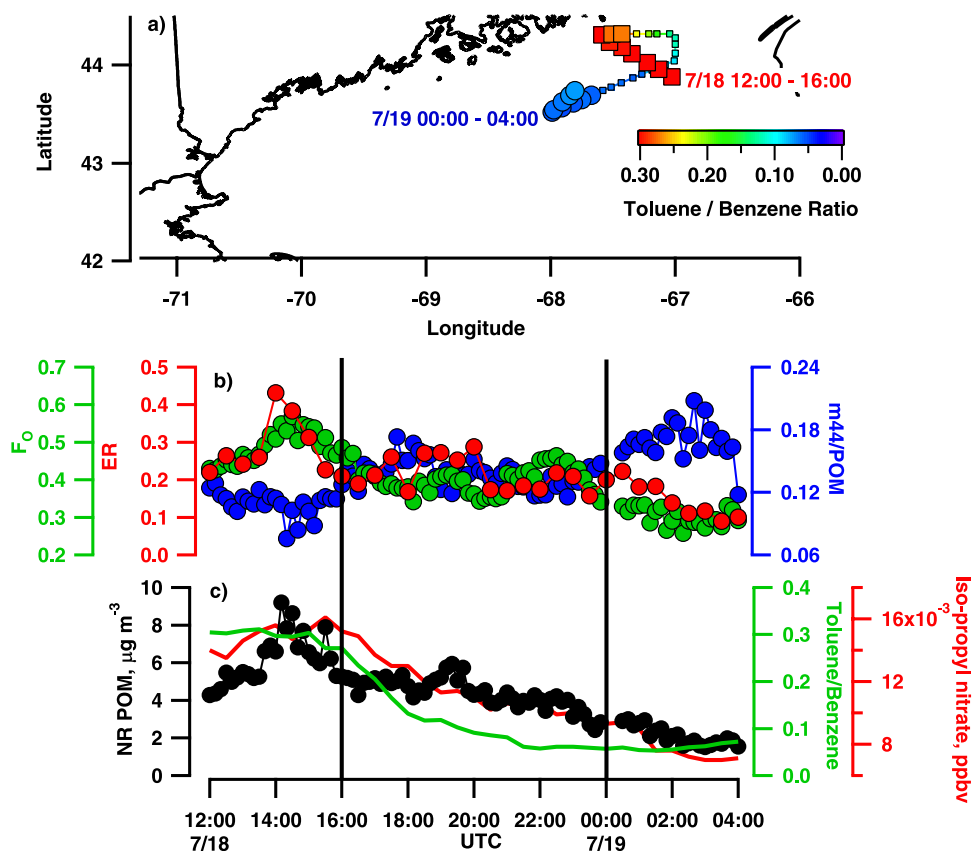 a)
44
43
42
Latitude
7/18 12:00 - 16:00
7/19 00:00 - 04:00
0.30 0.20 0.10 0.00
Toluene / Benzene Ratio
-71 -70 -69 -68 -67 -66
Longitude
b)
0.7
0.6
0.5
0.4
0.3
0.2
F_O
0.5
0.4
0.3
0.2
0.1
0.0
ER
0.24
0.18
0.12
0.06
m44/POM
c)
10
8
6
4
2
0
NR POM, µg m⁻³
0.4
0.3
0.2
0.1
0.0
Toluene/Benzene
16x10⁻³
12
8
Iso-propyl nitrate, ppbv
12:00 14:00 16:00 18:00 20:00 22:00 00:00 02:00 04:00
7/18 UTC 7/19